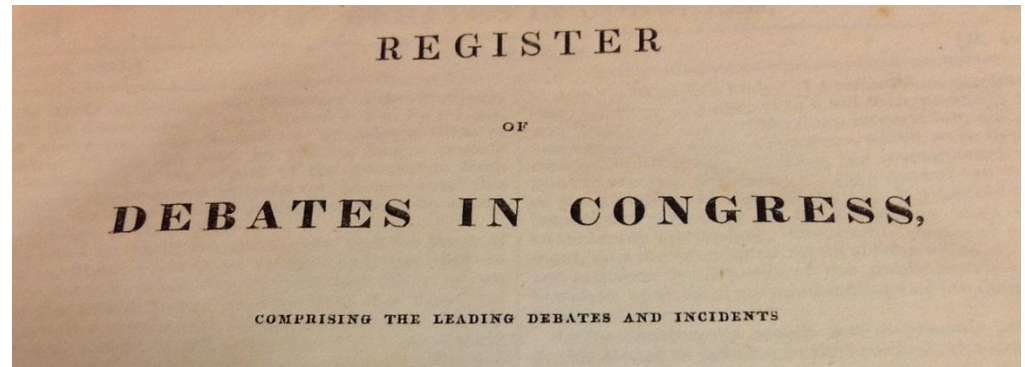 REGISTER
OF
DEBATES IN CONGRESS,
COMPRISING THE LEADING DEBATES AND INCIDENTS